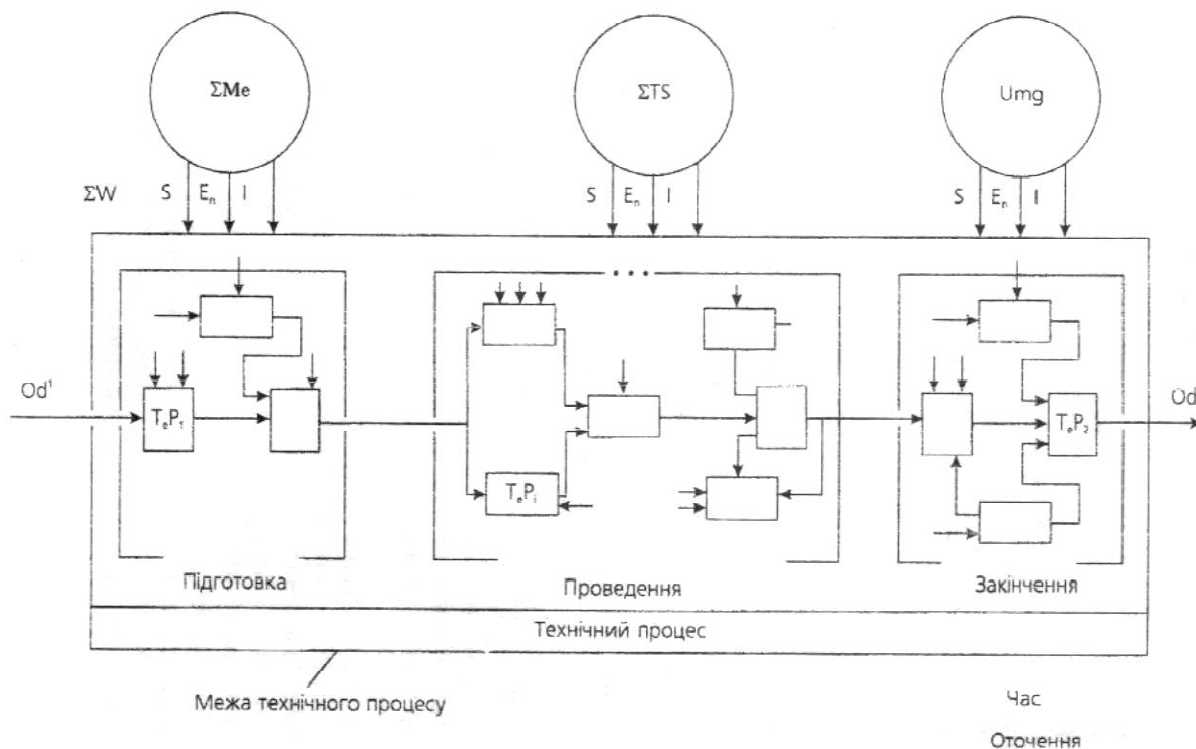 ΣMe
ΣTS
Umg
ΣW S Eₙ I
S Eₙ I
S Eₙ I
Od¹
TₑP₁
TₑPᵢ
TₑP₂
Od
Підготовка
Проведення
Закінчення
Технічний процес
Межа технічного процесу
Час
Оточення